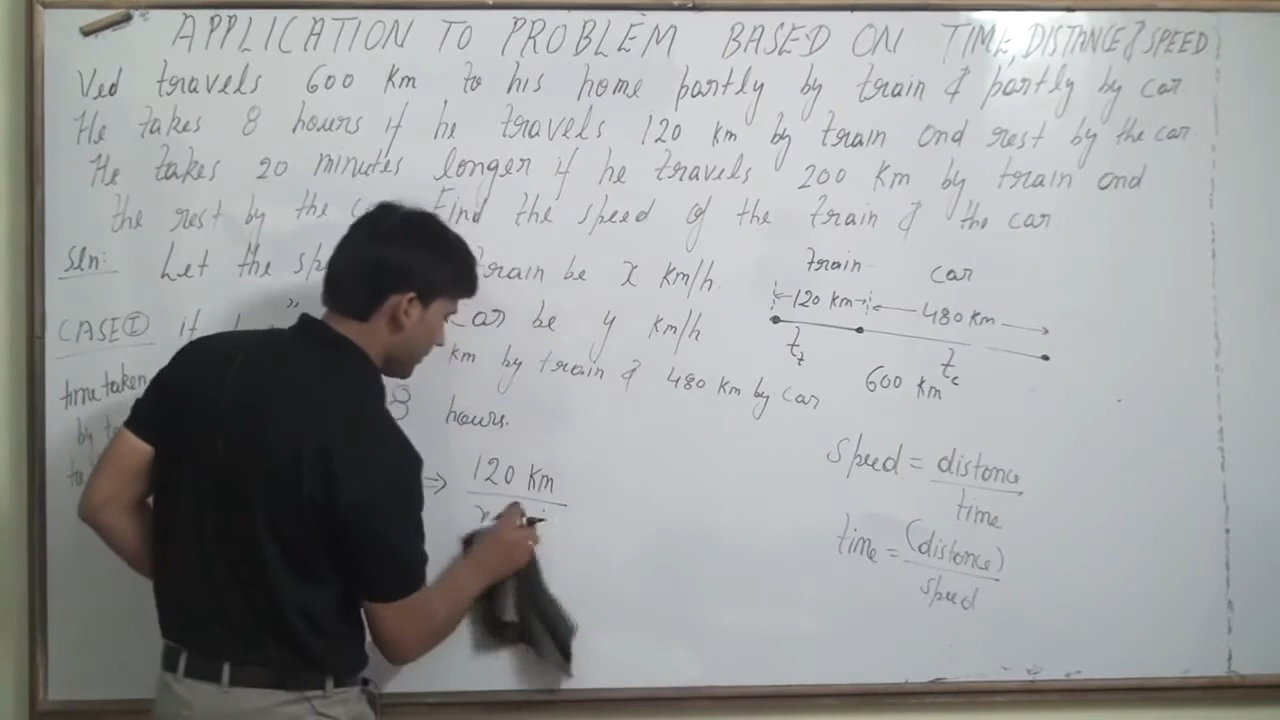 APPLICATION TO PROBLEM BASED ON TIME, DISTANCE & SPEED
Ved travels 600 Km to his home partly by train & partly by car
He takes 8 hours if he travels 120 km by train and rest by the car
He takes 20 minutes longer if he travels 200 Km by train and
the rest by the Find the speed of the train & the car
Sln: Let the train be x Km/h.
" car be y Km/h
CASE I if km by train & 480 km by car
time taken 8 hours.
by
⇒ 120 Km
x
train car
120 km 480 Km
t_t t_c
600 Km
speed = distance
time
time = (distance)
speed